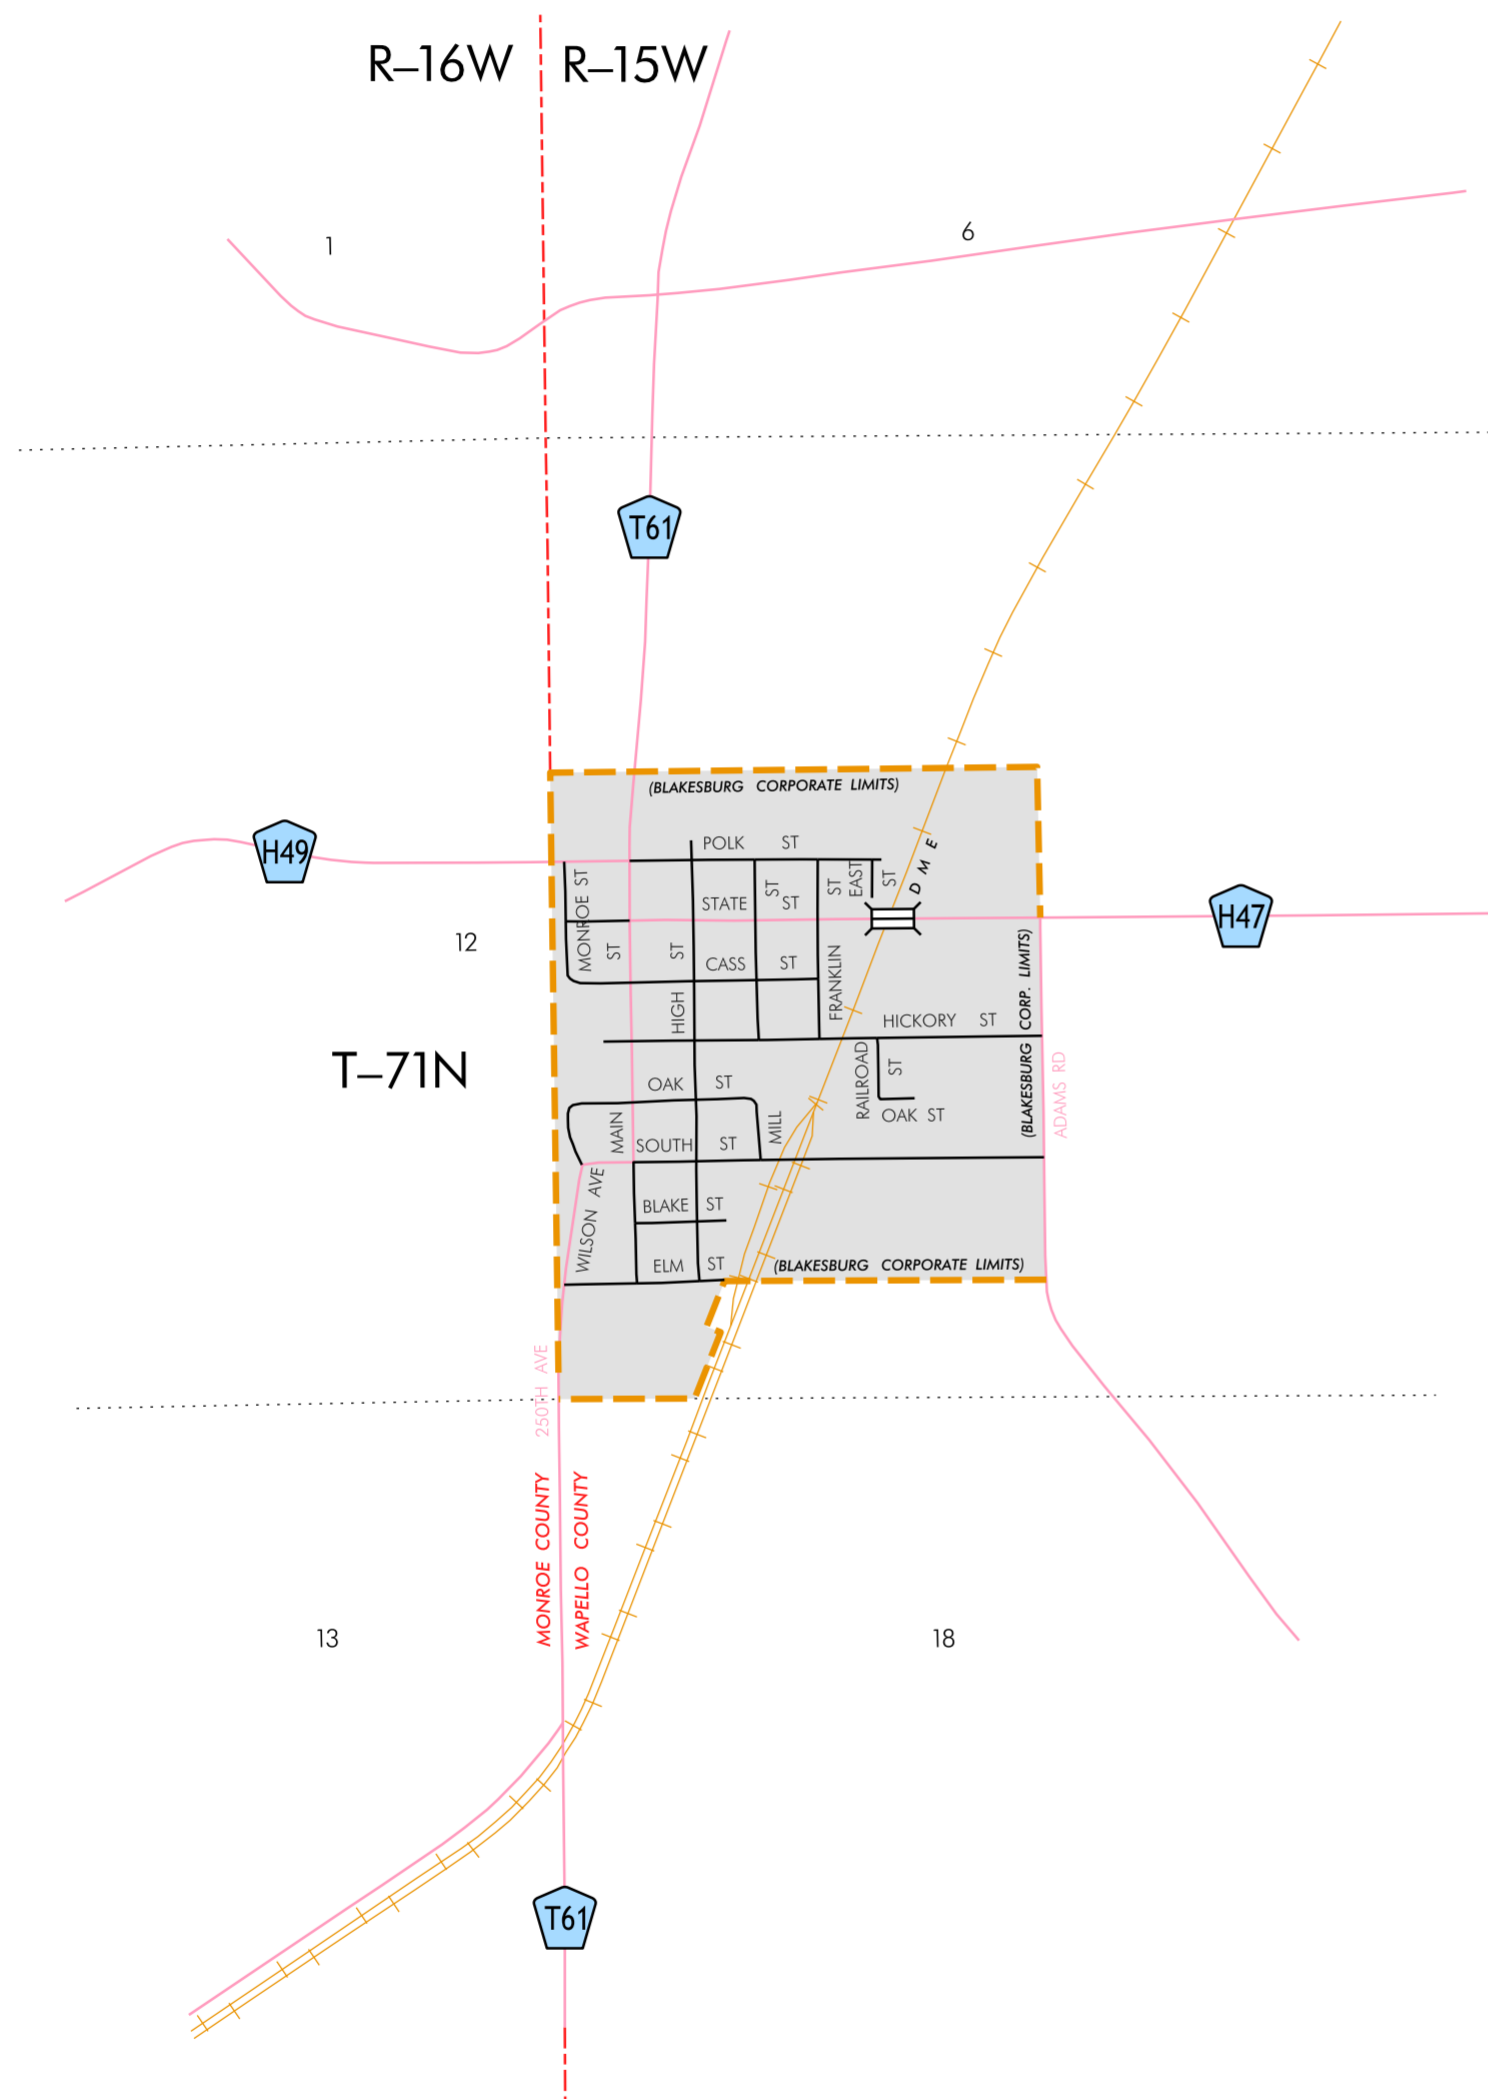 R–16W
R–15W
1
6
T61
(BLAKESBURG CORPORATE LIMITS)
POLK ST
H49
MONROE ST
STATE ST
ST
ST
EAST ST
DME
H47
12
ST
ST
CASS ST
HIGH
FRANKLIN
HICKORY ST
(BLAKESBURG CORP. LIMITS)
T–71N
OAK ST
RAILROAD ST
ADAMS RD
OAK ST
MAIN
MILL
SOUTH ST
WILSON AVE
BLAKE ST
ELM ST
(BLAKESBURG CORPORATE LIMITS)
250TH AVE
MONROE COUNTY
WAPELLO COUNTY
13
18
T61